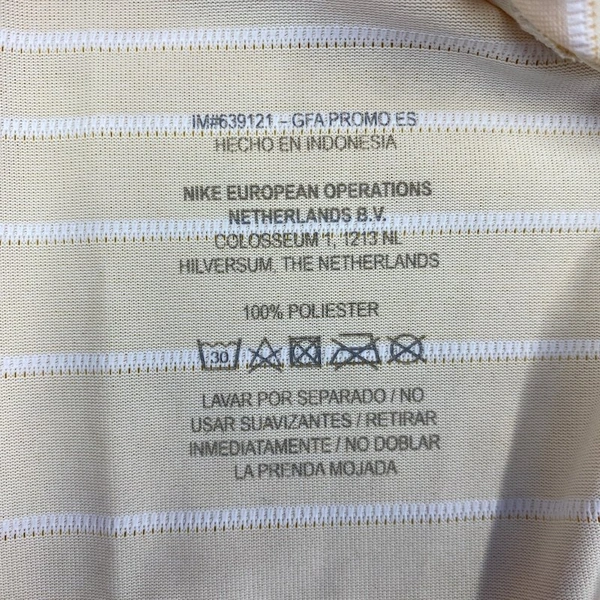 IM#639121 - GFA PROMO ES
HECHO EN INDONESIA
NIKE EUROPEAN OPERATIONS
NETHERLANDS B.V.
COLOSSEUM 1, 1213 NL
HILVERSUM, THE NETHERLANDS
100% POLIESTER
30
LAVAR POR SEPARADO / NO
USAR SUAVIZANTES / RETIRAR
INMEDIATAMENTE / NO DOBLAR
LA PRENDA MOJADA